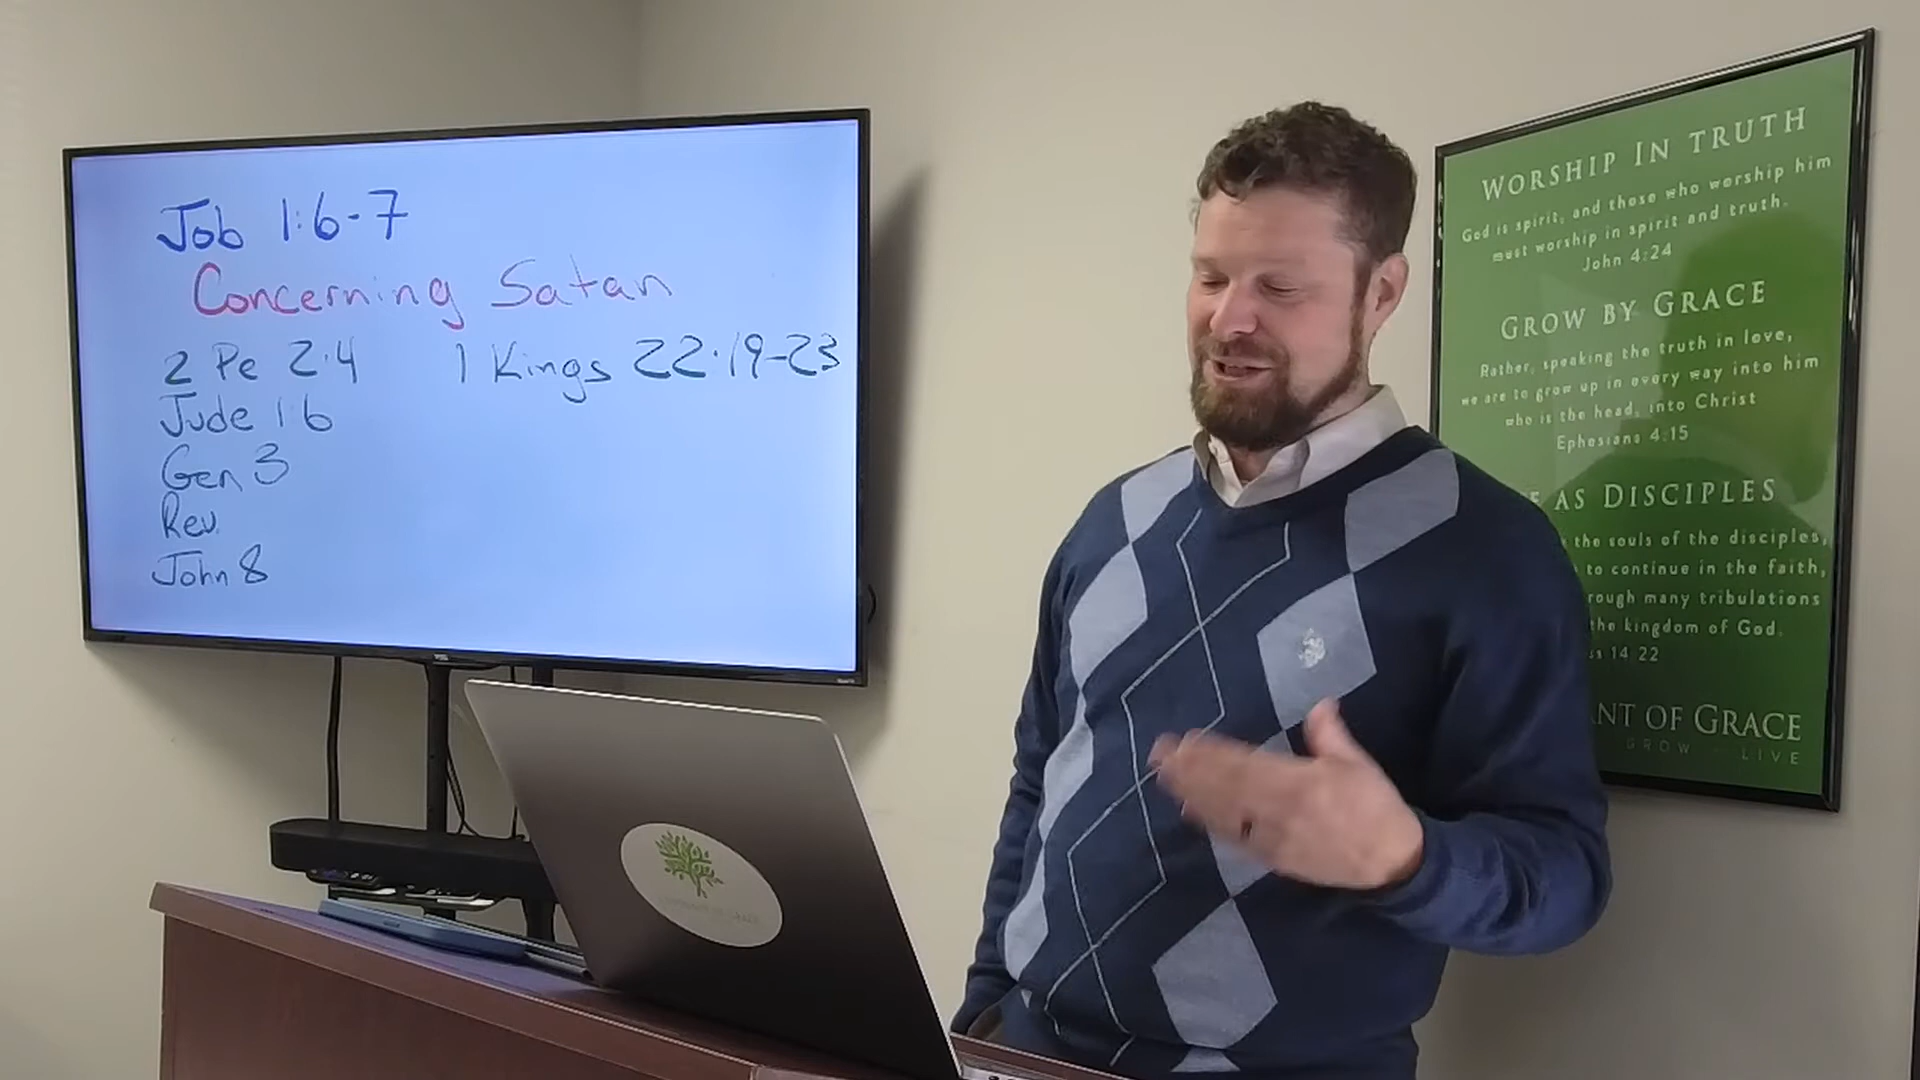 Job 1:6-7
Concerning Satan
2 Pe 2:4 1 Kings 22:19-23
Jude 1:6
Gen 3
Rev.
John 8
WORSHIP IN TRUTH
God is spirit, and those who worship him
must worship in spirit and truth.
John 4:24
GROW BY GRACE
Rather, speaking the truth in love,
we are to grow up in every way into him
who is the head, into Christ
Ephesians 4:15
AS DISCIPLES
the souls of the disciples,
to continue in the faith,
many tribulations
the kingdom of God.
14:22
OF GRACE
GROW · LIVE